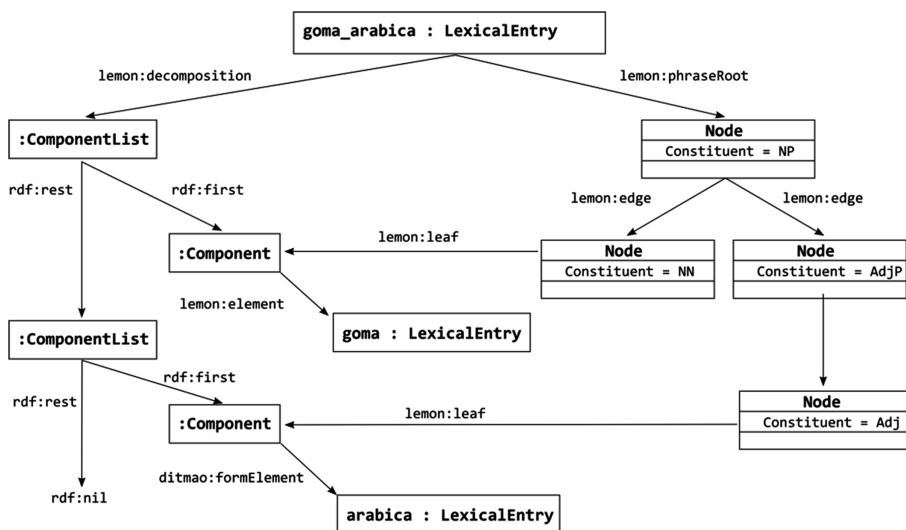 goma_arabica : LexicalEntry
lemon:decomposition
lemon:phraseRoot
:ComponentList
Node
Constituent = NP
rdf:rest
rdf:first
lemon:edge
lemon:edge
lemon:leaf
:Component
Node
Constituent = NN
Node
Constituent = AdjP
lemon:element
goma : LexicalEntry
:ComponentList
rdf:first
rdf:rest
lemon:leaf
:Component
Node
Constituent = Adj
ditmao:formElement
rdf:nil
arabica : LexicalEntry